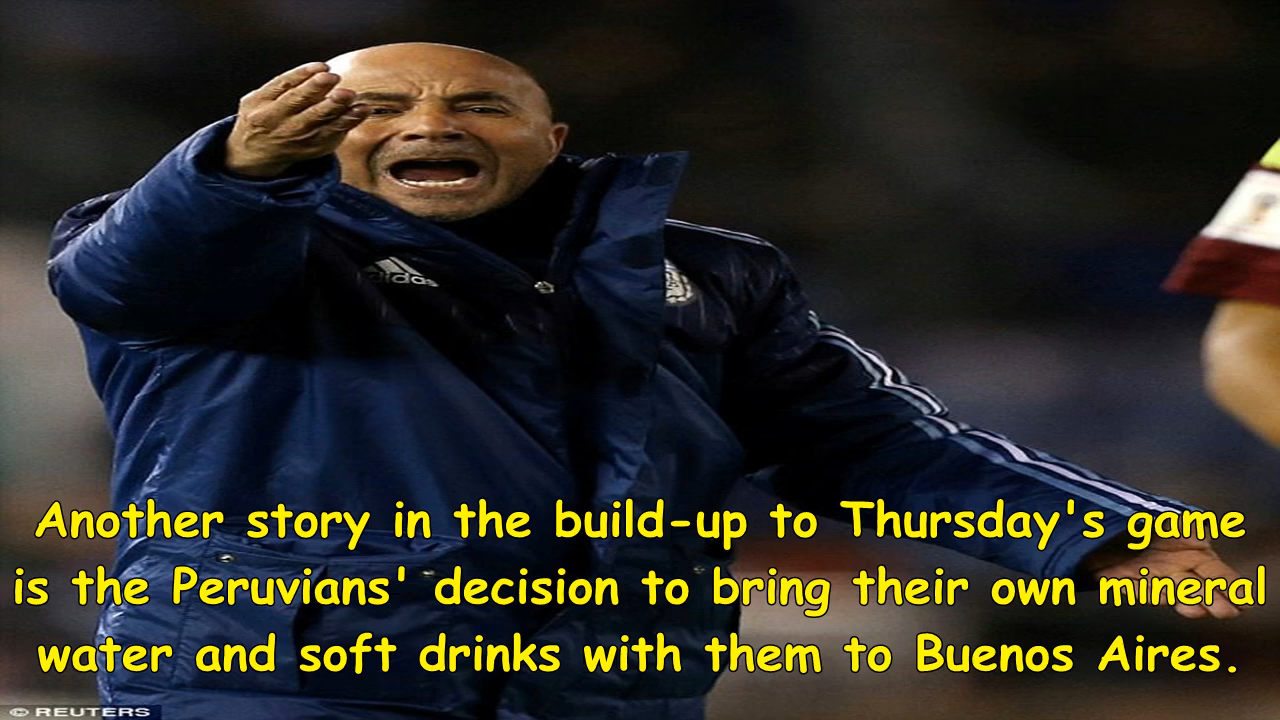 adidas
Another story in the build-up to Thursday's game
is the Peruvians' decision to bring their own mineral
water and soft drinks with them to Buenos Aires.
© REUTERS